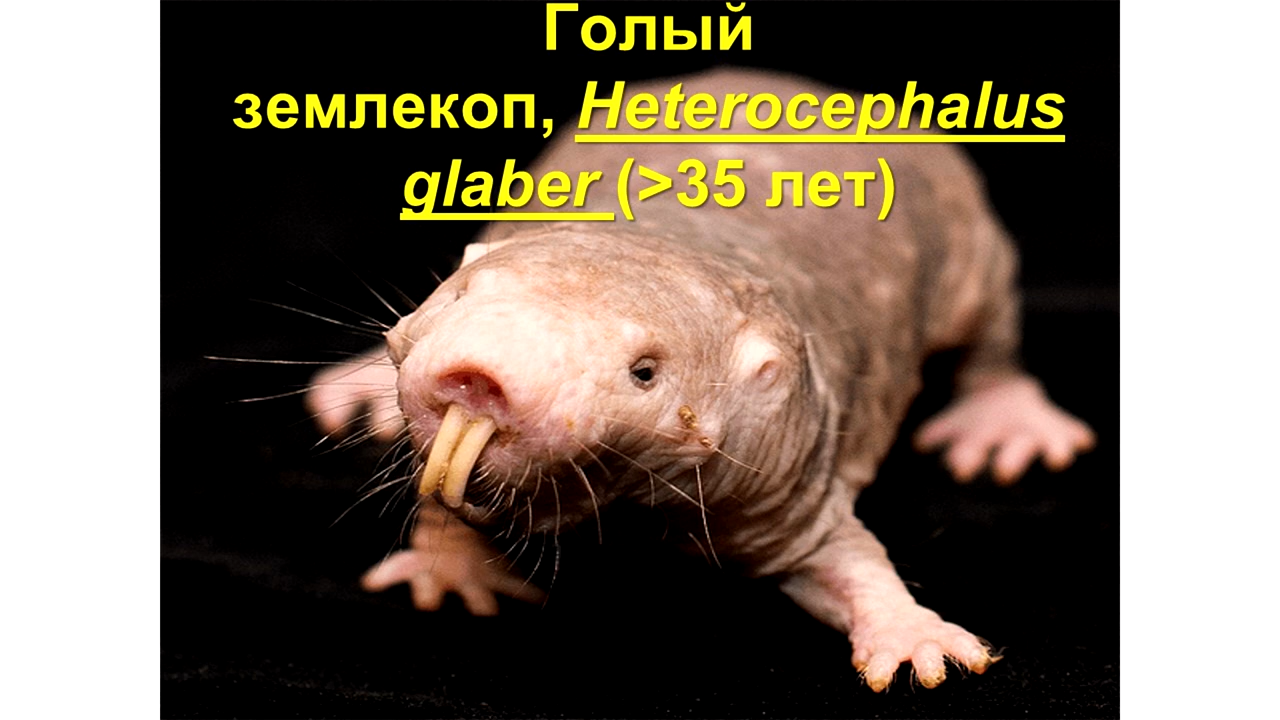 Голый
землекоп, Heterocephalus
glaber (>35 лет)